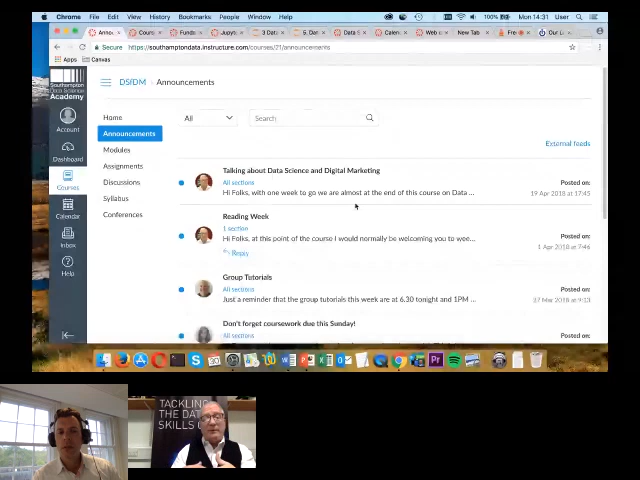 Chrome File Edit View History Bookmarks People Window Help
100% Mon 14:31 User
Secure https://southamptondata.instructure.com/courses/21/announcements
Apps Canvas
Southampton
Data Science
Academy
Account
Dashboard
Courses
Calendar
Inbox
Help
DSfDM › Announcements
Home
Announcements
Modules
Assignments
Discussions
Syllabus
Conferences
All
Search
External feeds
Talking about Data Science and Digital Marketing
All sections
Hi Folks, with one week to go we are almost at the end of this course on Data ...
Posted on:
19 Apr 2018 at 17:45
Reading Week
1 section
Hi Folks, at this point of the course I would normally be welcoming you to wee...
Reply
Posted on:
1 Apr 2018 at 7:46
Group Tutorials
All sections
Just a reminder that the group tutorials this week are at 6.30 tonight and 1PM ...
Posted on:
17 Mar 2018 at 9:13
Don't forget coursework due this Sunday!
All sections
Posted on:
TACKLING
THE DAT
SKILLS